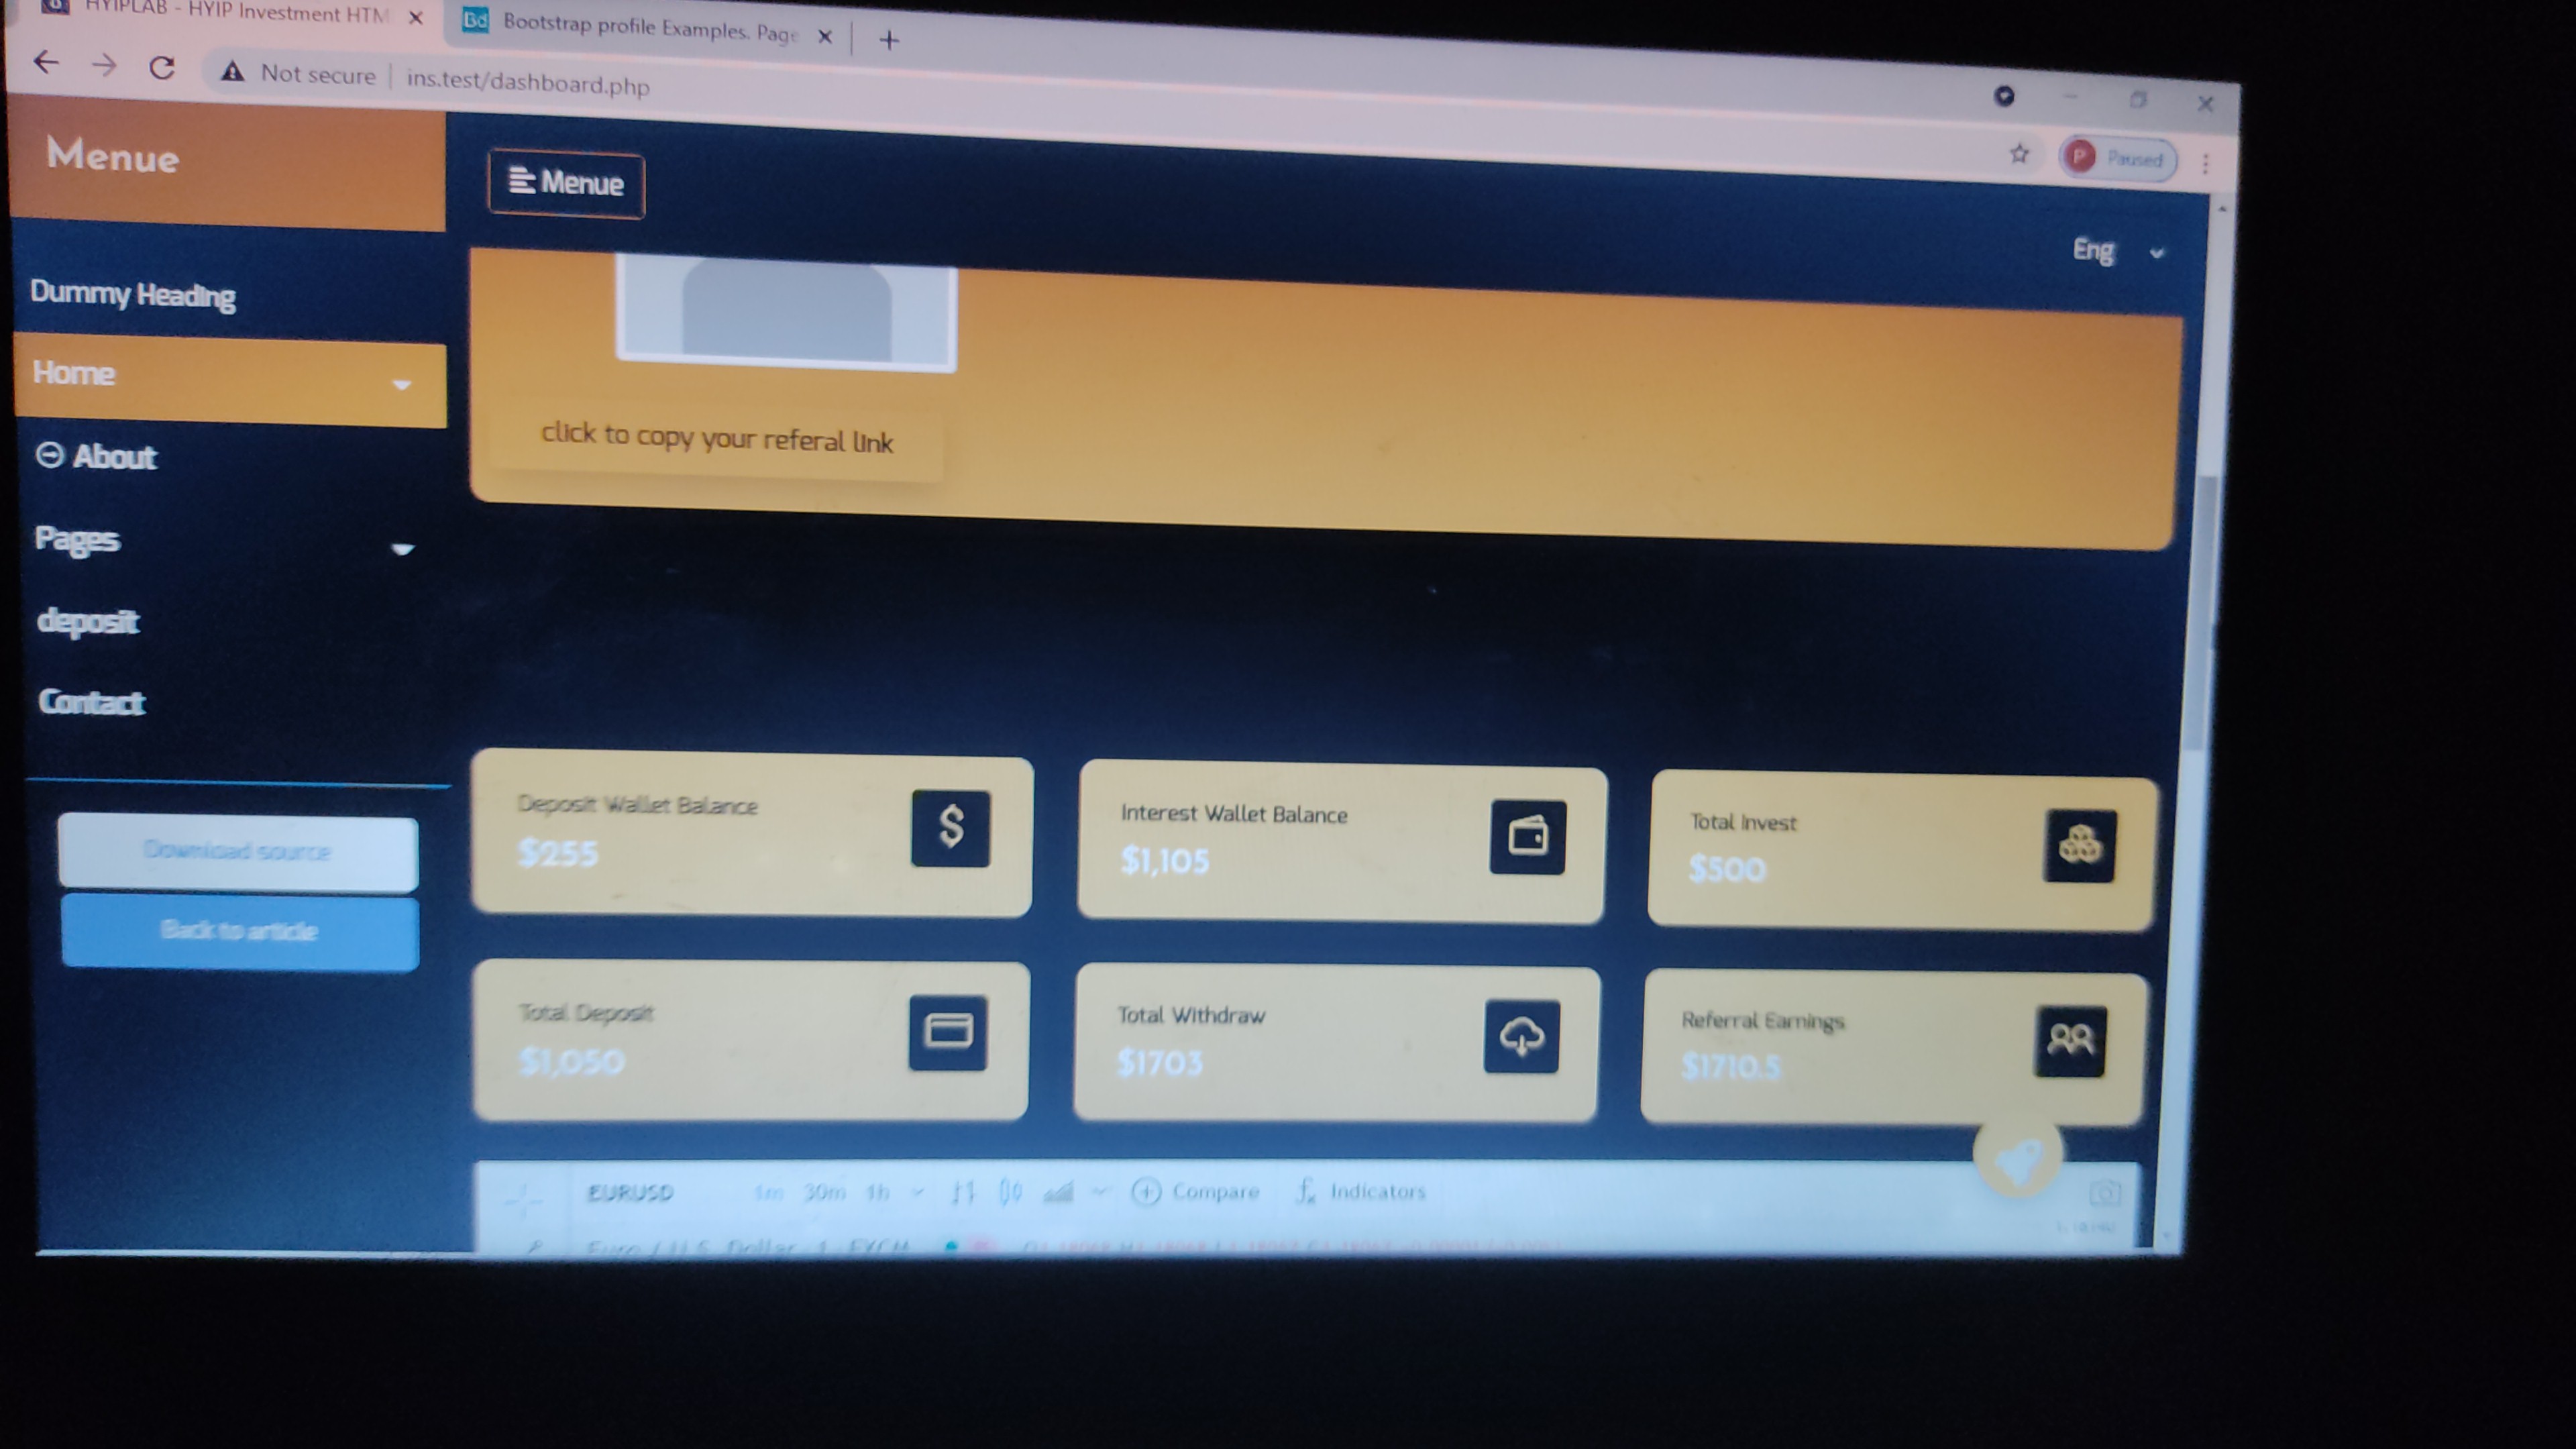 HYIPLAB - HYIP Investment HTM
Bootstrap profile Examples. Page
Not secure
ins.test/dashboard.php
P Paused
Menue
Menue
Eng
Dummy Heading
Home
About
Pages
deposit
Contact
Download source
Back to article
click to copy your referal link
Deposit Wallet Balance
$255
Interest Wallet Balance
$1,105
Total Invest
$500
Total Deposit
$1,050
Total Withdraw
$1703
Referral Earnings
$1710.5
EURUSD 1m 30m 1h Compare Indicators
Euro / U.S. Dollar